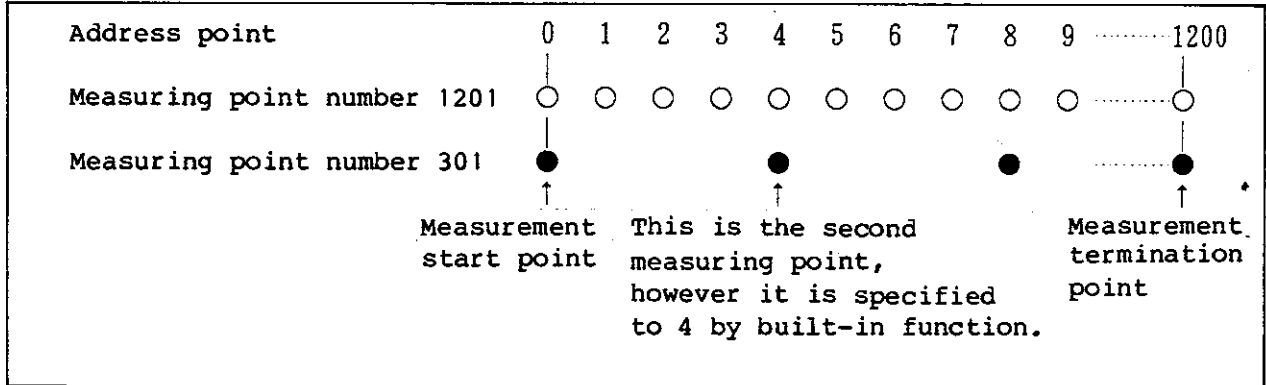 Address point 0 1 2 3 4 5 6 7 8 9 ········1200
Measuring point number 1201
Measuring point number 301
Measurement start point
This is the second measuring point, however it is specified to 4 by built-in function.
Measurement termination point